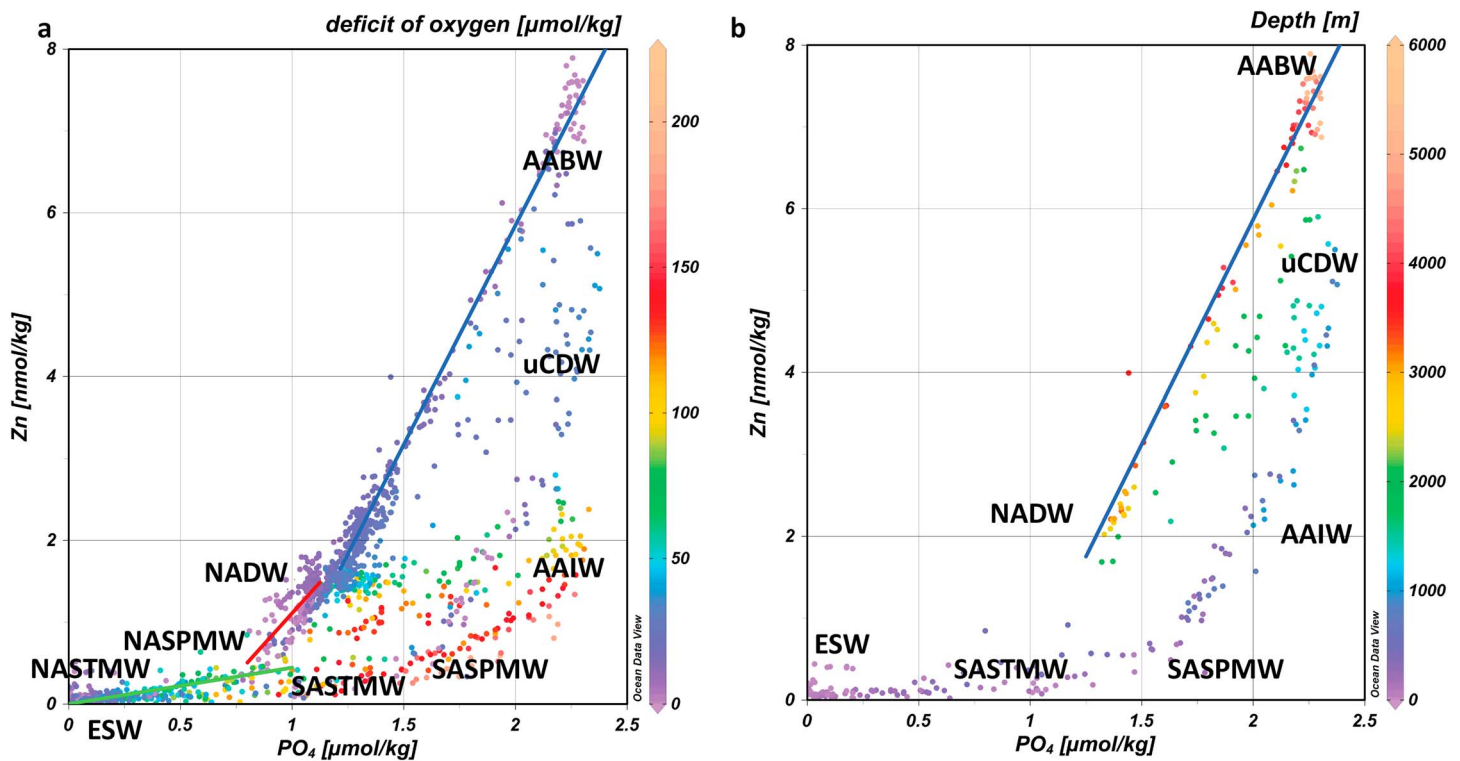 a
deficit of oxygen [µmol/kg]
8
6
4
2
0
Zn [nmol/kg]
AABW
uCDW
AAIW
NADW
NASPMW
NASTMW
SASPMW
SASTMW
ESW
0
0.5
1
1.5
2
2.5
PO₄ [µmol/kg]
Ocean Data View
200
150
100
50
0
b
Depth [m]
8
6
4
2
0
Zn [nmol/kg]
AABW
uCDW
NADW
AAIW
ESW
SASTMW
SASPMW
0
0.5
1
1.5
2
2.5
PO₄ [µmol/kg]
Ocean Data View
6000
5000
4000
3000
2000
1000
0